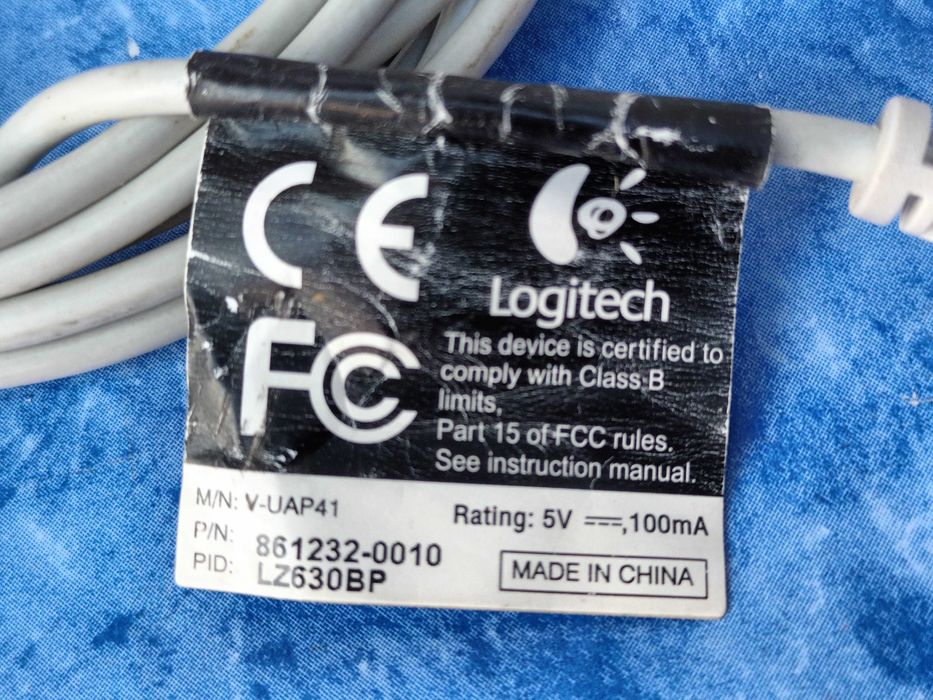 CE
Logitech
FC
This device is certified to
comply with Class B
limits,
Part 15 of FCC rules.
See instruction manual.
M/N: V-UAP41
Rating: 5V ⎓,100mA
P/N: 861232-0010
PID: LZ630BP
MADE IN CHINA